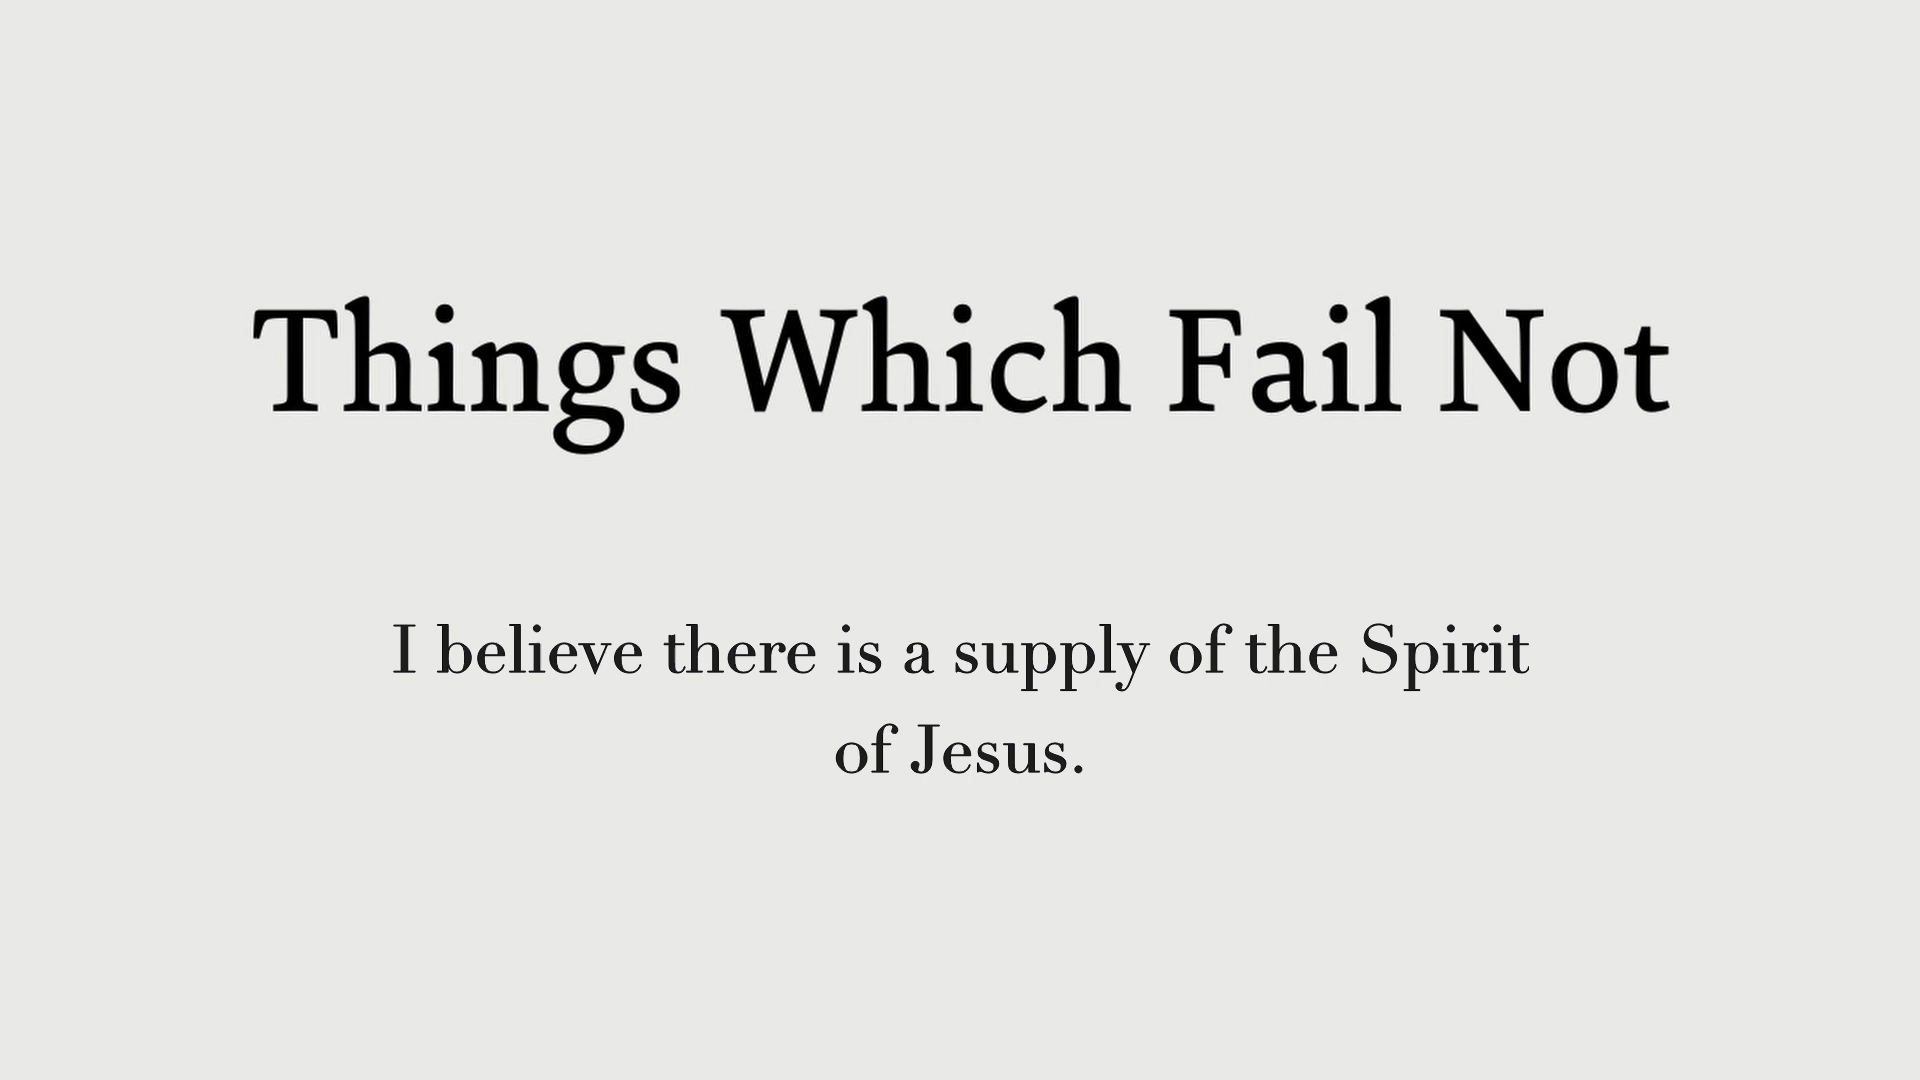 Things Which Fail Not
I believe there is a supply of the Spirit
of Jesus.